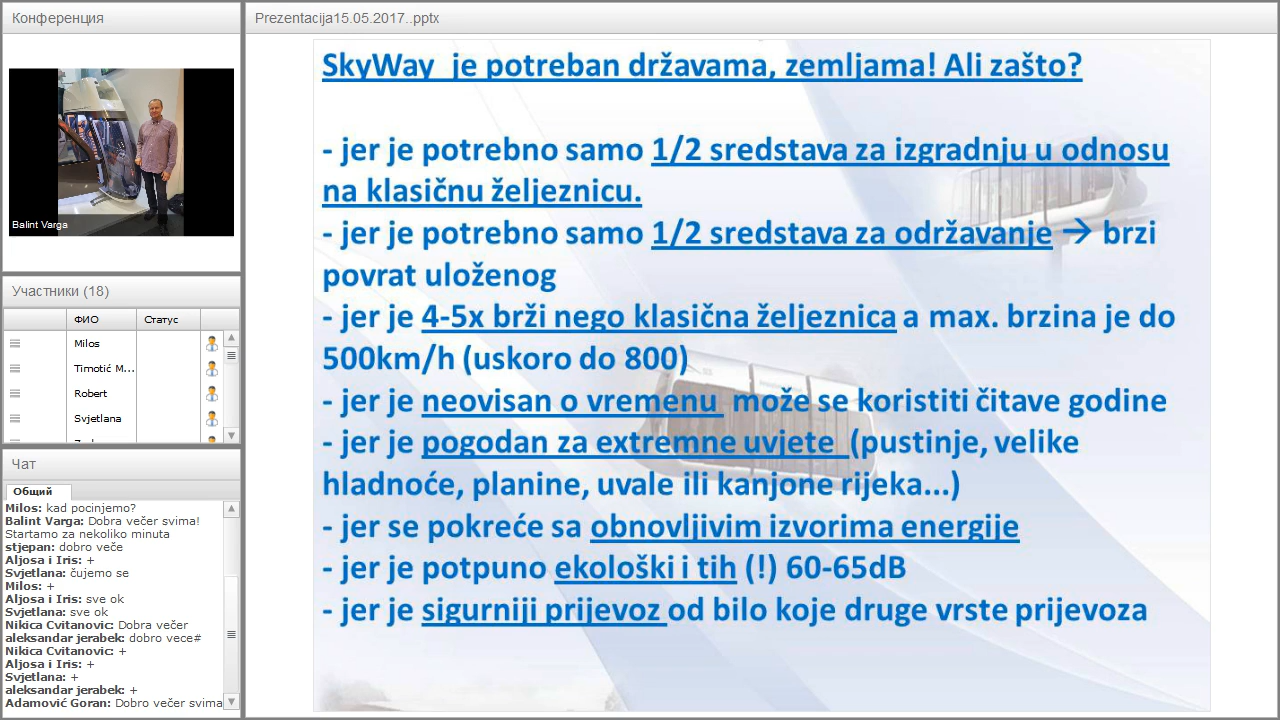 Конференция
Balint Varga
Участники (18)
ФИО
Статус
Milos
Timotić M...
Robert
Svjetlana
Чат
Общий
Milos: kad pocinjemo?
Balint Varga: Dobra večer svima!
Startamo za nekoliko minuta
stjepan: dobro veče
Aljosa i Iris: +
Svjetlana: čujemo se
Milos: +
Aljosa i Iris: sve ok
Svjetlana: sve ok
Nikica Cvitanovic: Dobra večer
aleksandar jerabek: dobro vece#
Nikica Cvitanovic: +
Aljosa i Iris: +
Svjetlana: +
aleksandar jerabek: +
Adamović Goran: Dobro večer svima
Prezentacija15.05.2017..pptx
SkyWay je potreban državama, zemljama! Ali zašto?
- jer je potrebno samo 1/2 sredstava za izgradnju u odnosu
na klasičnu željeznicu.
- jer je potrebno samo 1/2 sredstava za održavanje → brzi
povrat uloženog
- jer je 4-5x brži nego klasična željeznica a max. brzina je do
500km/h (uskoro do 800)
- jer je neovisan o vremenu može se koristiti čitave godine
- jer je pogodan za extremne uvjete (pustinje, velike
hladnoće, planine, uvale ili kanjone rijeka...)
- jer se pokreće sa obnovljivim izvorima energije
- jer je potpuno ekološki i tih (!) 60-65dB
- jer je sigurniji prijevoz od bilo koje druge vrste prijevoza